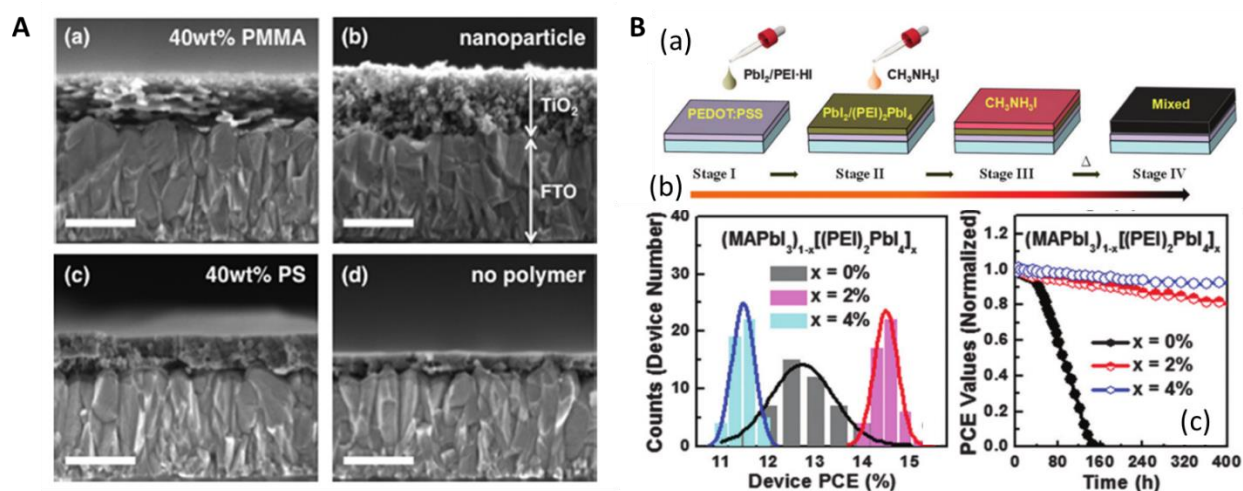 A
(a)
40wt% PMMA
(b)
nanoparticle
TiO₂
FTO
(c)
40wt% PS
(d)
no polymer
B
(a)
PbI₂/PEI·HI
CH₃NH₃I
PEDOT:PSS
PbI₂/(PEI)₂PbI₄
CH₃NH₃I
Mixed
Stage I
Stage II
Stage III
Δ
Stage IV
(b)
40
30
20
10
0
Counts (Device Number)
(MAPbI₃)₁₋ₓ[(PEI)₂PbI₄]ₓ
x = 0%
x = 2%
x = 4%
11 12 13 14 15
Device PCE (%)
PCE Values (Normalized)
1.4
1.2
1.0
0.8
0.6
0.4
1.2
0.0
(MAPbI₃)₁₋ₓ[(PEI)₂PbI₄]ₓ
x = 0%
x = 2%
x = 4%
(c)
0 80 160 240 320 400
Time (h)